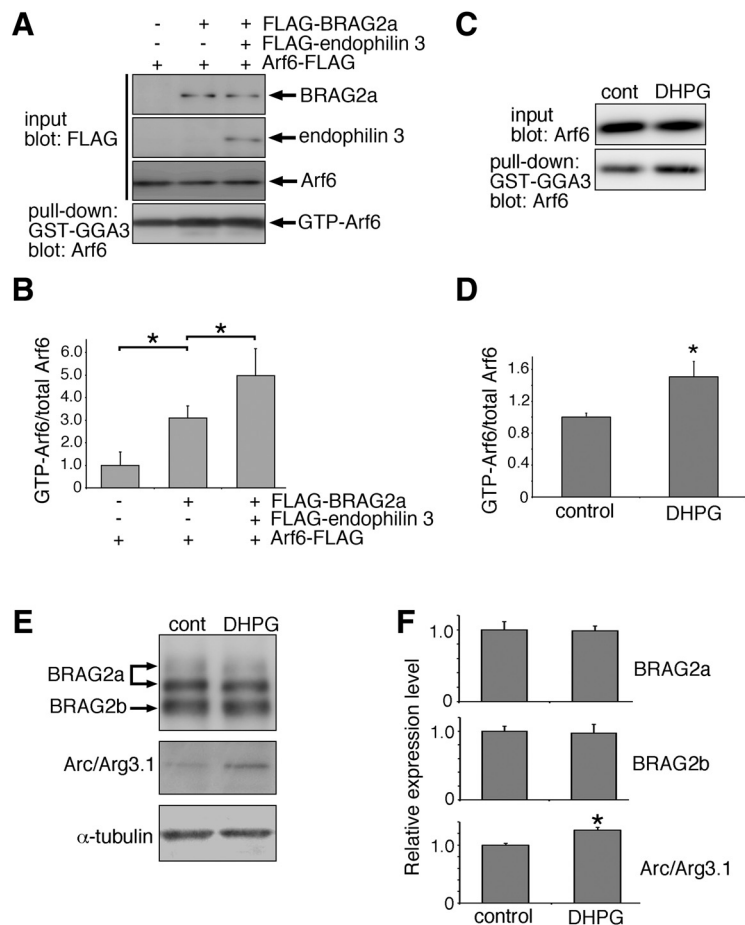 A
- + + FLAG-BRAG2a
- - + FLAG-endophilin 3
+ + + Arf6-FLAG
input
blot: FLAG
BRAG2a
endophilin 3
Arf6
pull-down:
GST-GGA3
blot: Arf6
GTP-Arf6
B
GTP-Arf6/total Arf6
6.0
5.0
4.0
3.0
2.0
1.0
0
*
*
- + + FLAG-BRAG2a
- - + FLAG-endophilin 3
+ + + Arf6-FLAG
C
cont DHPG
input
blot: Arf6
pull-down:
GST-GGA3
blot: Arf6
D
GTP-Arf6/total Arf6
1.6
1.2
0.8
0.4
0
*
control DHPG
E
cont DHPG
BRAG2a
BRAG2b
Arc/Arg3.1
α-tubulin
F
Relative expression level
1.0
0
BRAG2a
1.0
0
BRAG2b
1.0
0
*
Arc/Arg3.1
control DHPG